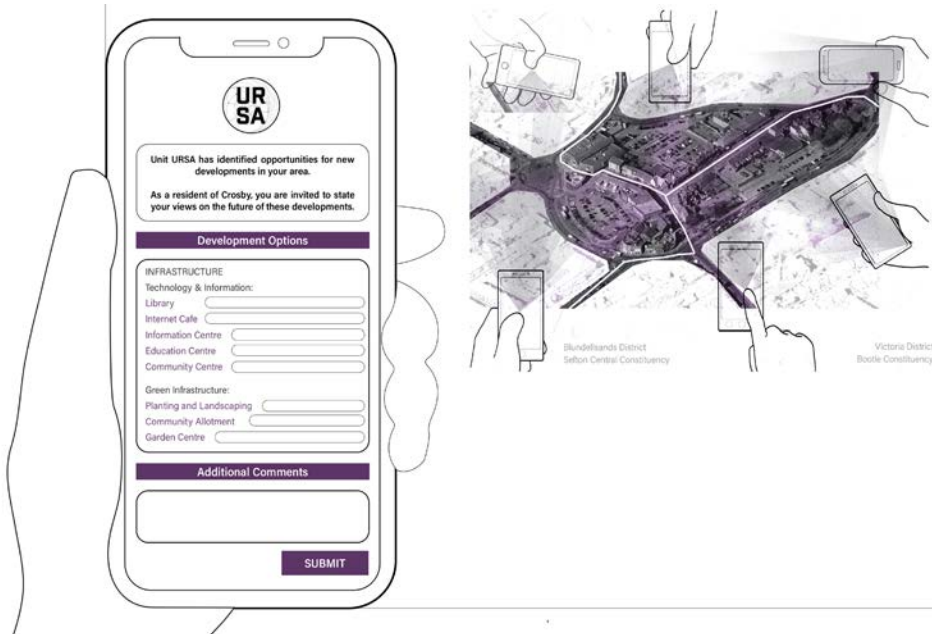 UR
SA
Unit URSA has identified opportunities for new
developments in your area.
As a resident of Crosby, you are invited to state
your views on the future of these developments.
Development Options
INFRASTRUCTURE
Technology & Information:
Library
Internet Cafe
Information Centre
Education Centre
Community Centre
Green Infrastructure:
Planting and Landscaping
Community Allotment
Garden Centre
Additional Comments
SUBMIT
Blundellsands District
Sefton Central Constituency
Victoria District
Bootle Constituency